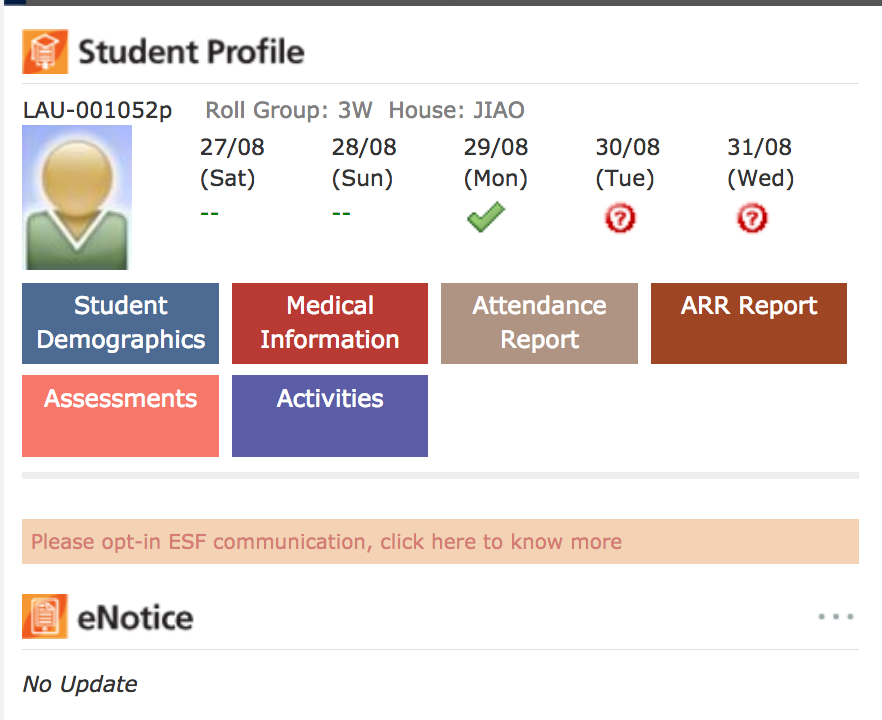 Student Profile
LAU-001052p Roll Group: 3W House: JIAO
27/08 28/08 29/08 30/08 31/08
(Sat) (Sun) (Mon) (Tue) (Wed)
-- --
Student Medical Attendance ARR Report
Demographics Information Report
Assessments Activities
Please opt-in ESF communication, click here to know more
eNotice
No Update